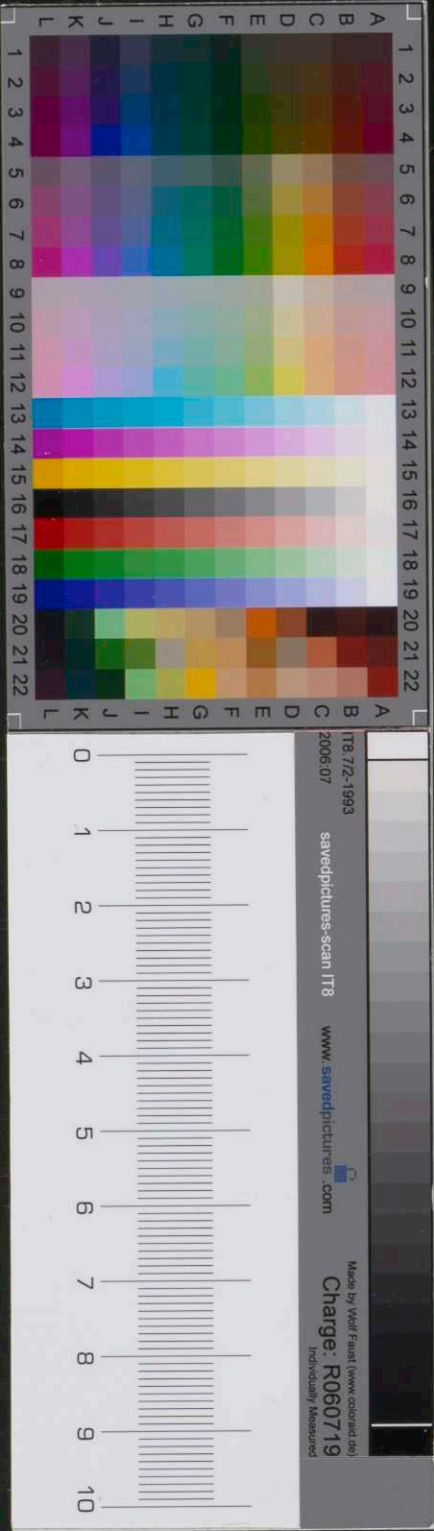 L K J I H G F E D C B A
1 2 3 4 5 6 7 8 9 10 11 12 13 14 15 16 17 18 19 20 21 22
1 2 3 4 5 6 7 8 9 10 11 12 13 14 15 16 17 18 19 20 21 22
L K J I H G F E D C B A
IT8.7/2-1993
2006:07
savedpictures-scan IT8
www.savedpictures.com
Made by Wolf Faust (www.coloraid.de)
Charge: R060719
Individually Measured
0 1 2 3 4 5 6 7 8 9 10